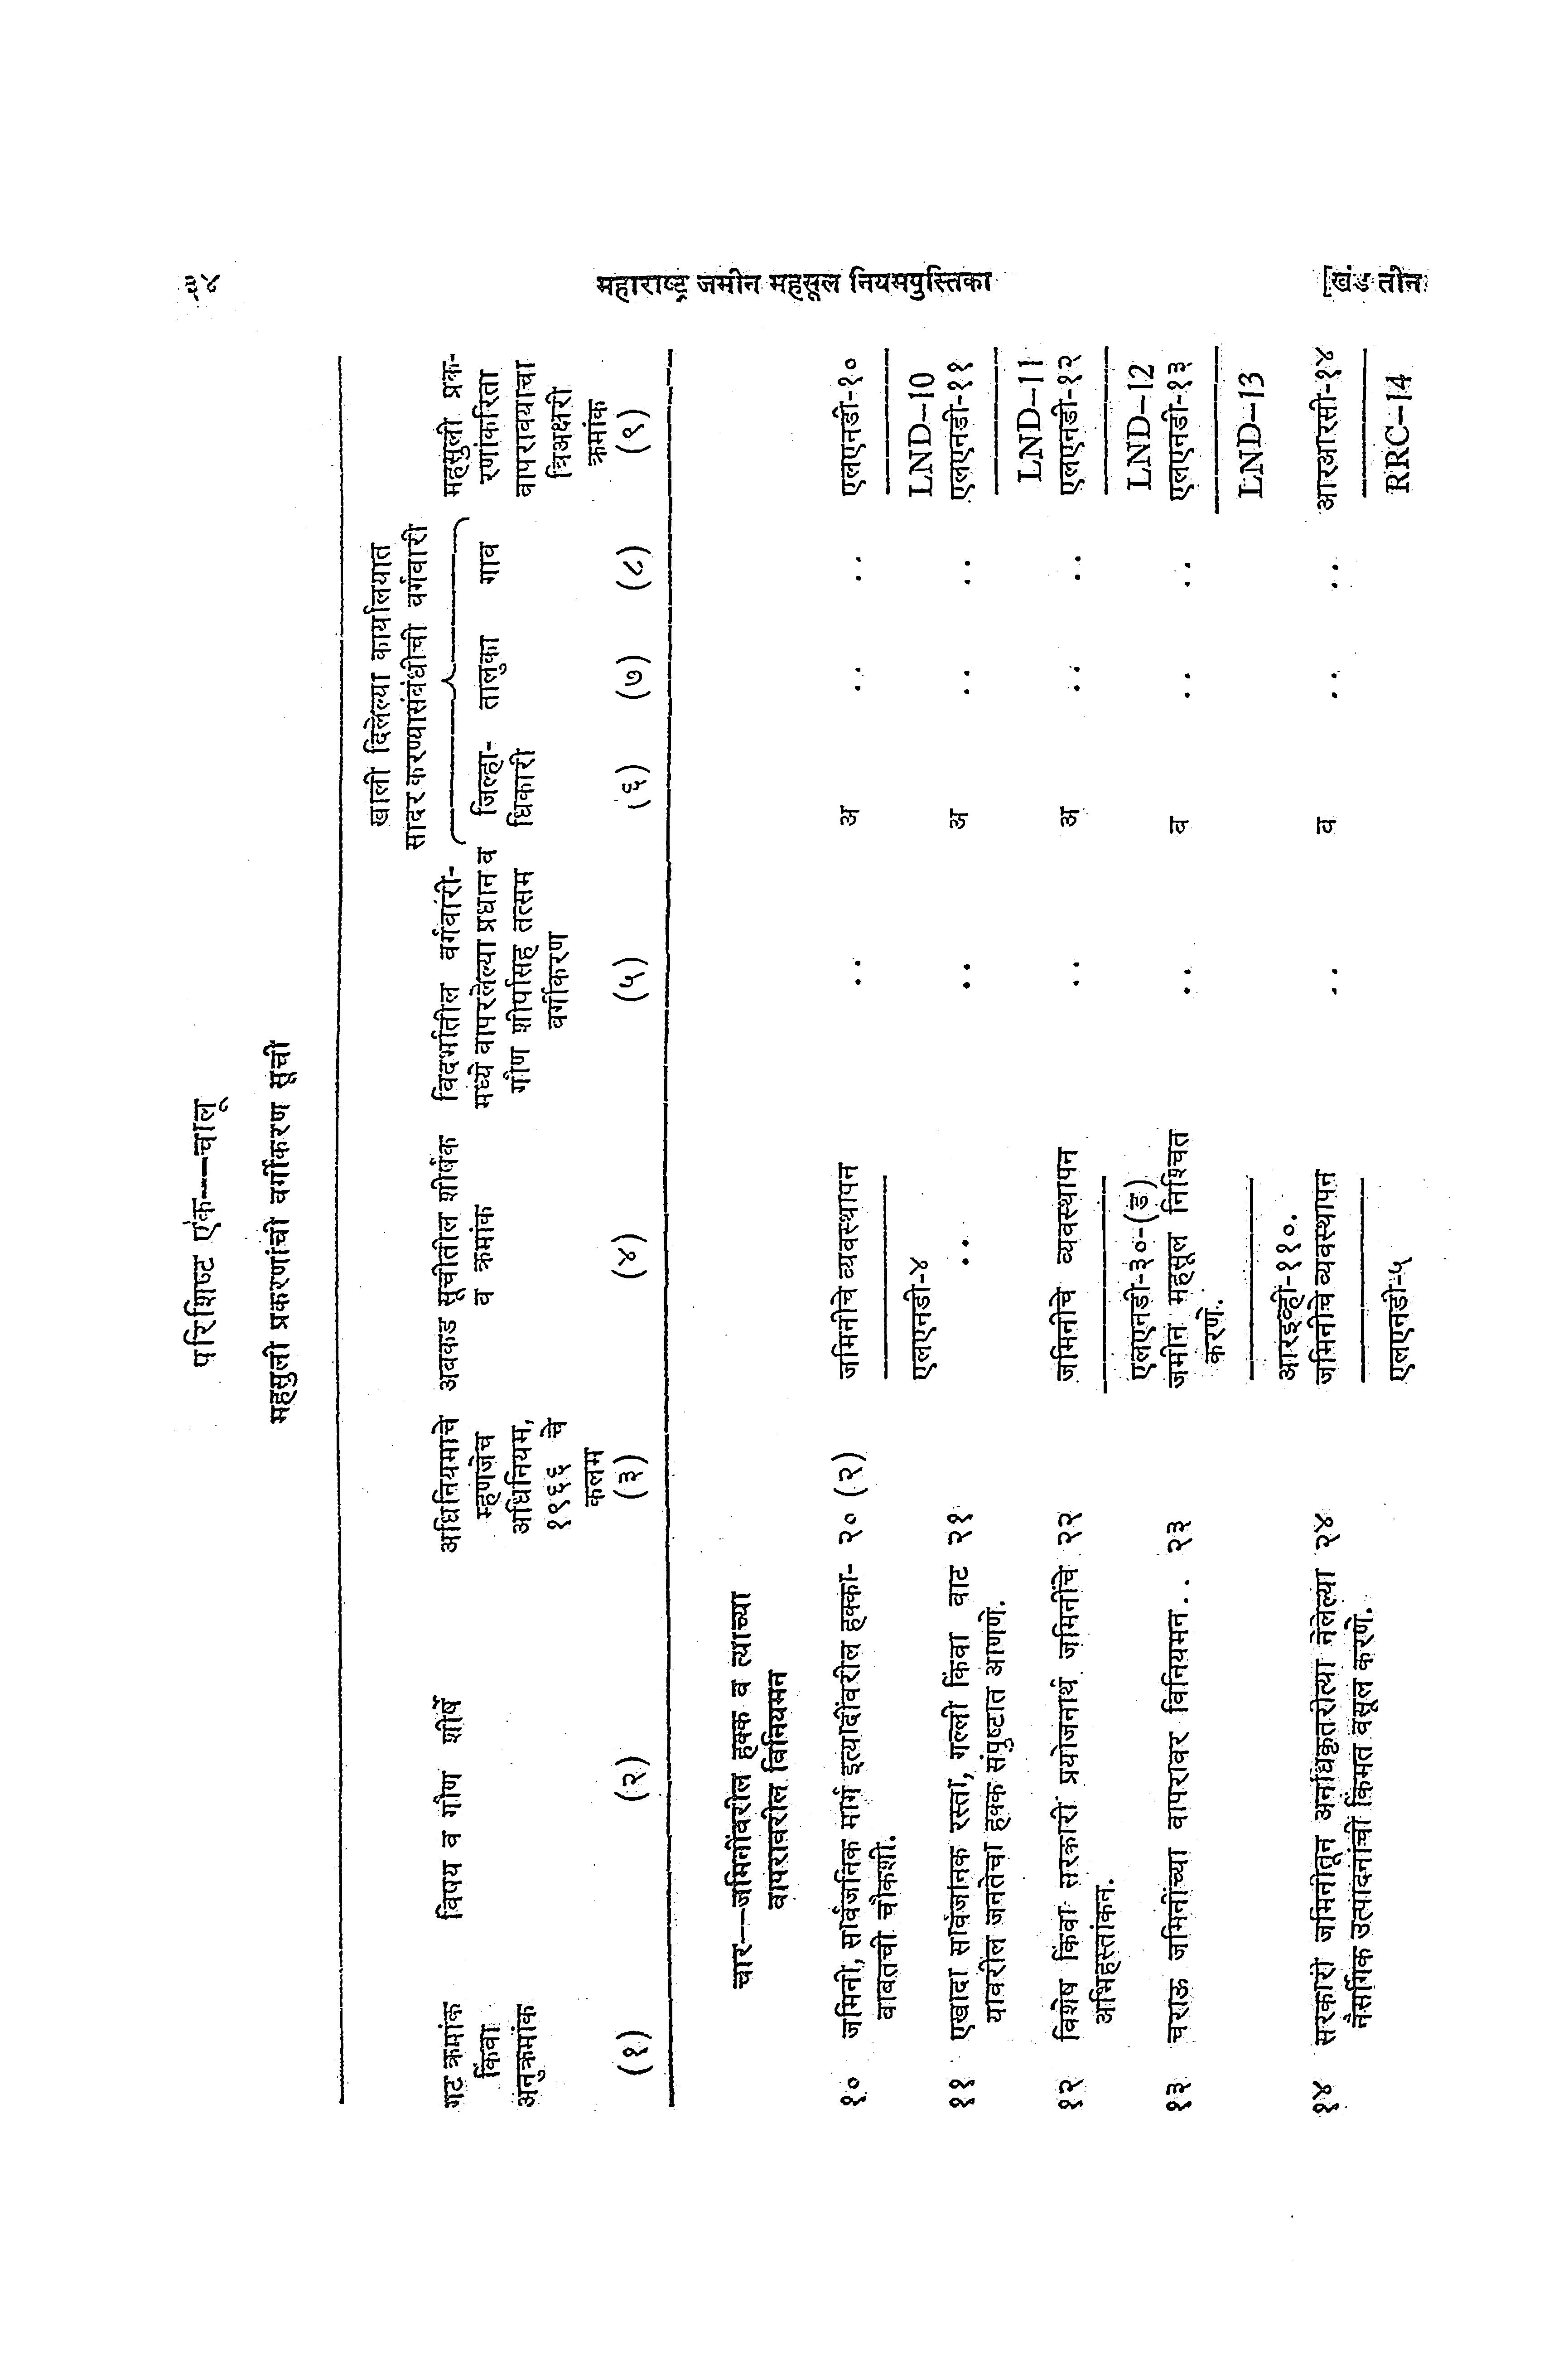 ३४
महाराष्ट्र जमीन महसूल नियमपुस्तिका
[खंड तीन
परिशिष्ट एक---चालू
महसुली प्रकरणांची वर्गीकरण सूची
गट क्रमांक
किंवा
अनुक्रमांक
(१)
विषय व गौण शीर्षे
(२)
अधिनियमाचे
म्हणजेच
अधिनियम,
१९६६ चे
कलम
(३)
अबकड सूचीतील शीर्षक
व क्रमांक
(४)
विदर्भातील वर्गवारी-
मध्ये वापरलेल्या प्रधान व
गौण शीर्षासह तत्सम
वर्गीकरण
(५)
खाली दिलेल्या कार्यालयात
सादर करण्यासंबंधीची वर्गवारी
जिल्हा-
धिकारी
(६)
तालुका
(७)
गाव
(८)
महसुली प्रक-
रणांकरिता
वापरावयाचा
त्रिअक्षरी
क्रमांक
(९)
चार---जमिनींवरील हक्क व त्याच्या
वापरावरील विनियमन
१० जमिनी, सार्वजनिक मार्ग इत्यादींवरील हक्का- २० (२) जमिनीचे व्यवस्थापन .. अ .. .. एलएनडी-१०
बाबतची चौकशी. एलएनडी-४ LND–10
११ एखादा सार्वजनिक रस्ता, गल्ली किंवा वाट २१ .. .. अ .. .. एलएनडी-११
यावरील जनतेचा हक्क संपुष्टात आणणे. LND–11
१२ विशेष किंवा सरकारी प्रयोजनार्थ जमिनींचे २२ जमिनीचे व्यवस्थापन .. अ .. .. एलएनडी-१२
अभिहस्तांकन. एलएनडी-३०-(ड) LND–12
१३ चराऊ जमिनींच्या वापरावर विनियमन.. २३ जमीन महसूल निश्चित .. ब .. .. एलएनडी-१३
करणे. LND–13
आरइव्ही-११०.
१४ सरकारी जमिनीतून अनधिकृतरीत्या नेलेल्या २४ जमिनीचे व्यवस्थापन .. ब .. .. आरआरसी-१४
नैसर्गिक उत्पादनांची किंमत वसूल करणे. एलएनडी-५ RRC–14